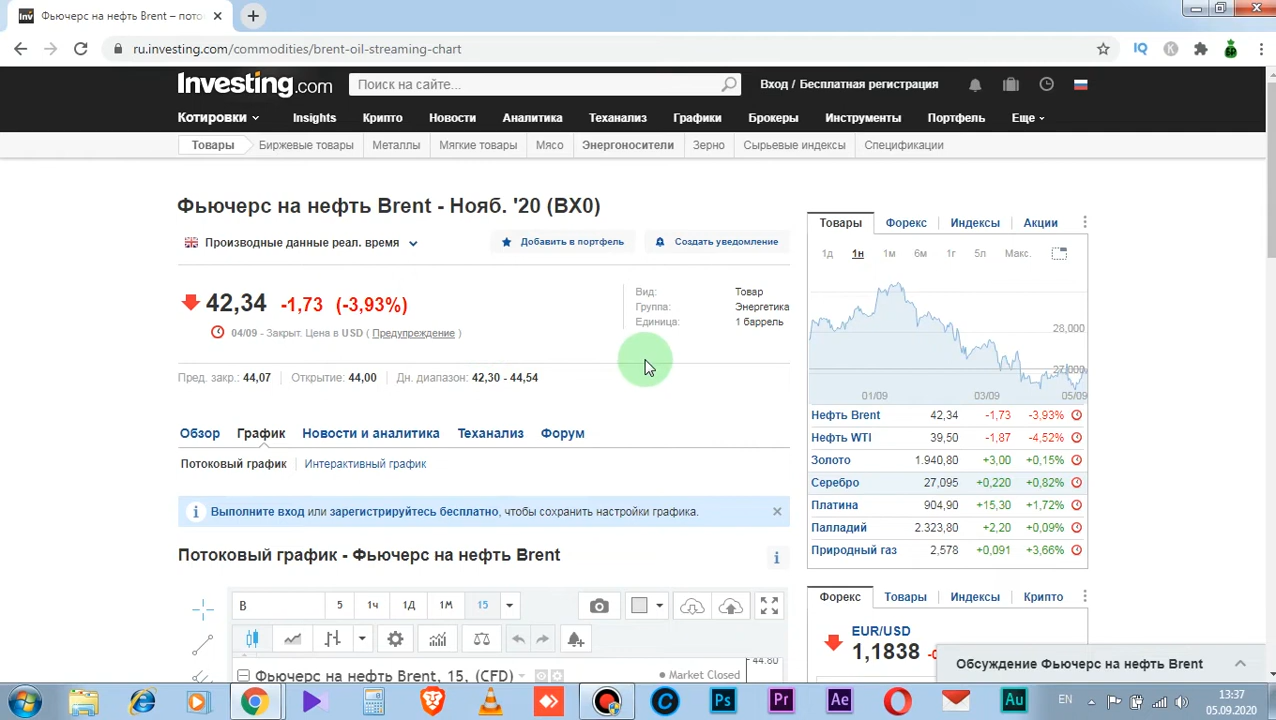 Фьючерс на нефть Brent – пото
ru.investing.com/commodities/brent-oil-streaming-chart
IQ
K
Investing.com
Поиск на сайте...
Вход / Бесплатная регистрация
Котировки
Insights
Крипто
Новости
Аналитика
Теханализ
Графики
Брокеры
Инструменты
Портфель
Еще
Товары
Биржевые товары
Металлы
Мягкие товары
Мясо
Энергоносители
Зерно
Сырьевые индексы
Спецификации
Фьючерс на нефть Brent - Нояб. '20 (BX0)
Производные данные реал. время
Добавить в портфель
Создать уведомление
42,34 -1,73 (-3,93%)
04/09 - Закрыт. Цена в USD ( Предупреждение )
Вид: Товар
Группа: Энергетика
Единица: 1 баррель
Пред. закр.: 44,07 Открытие: 44,00 Дн. диапазон: 42,30 - 44,54
Обзор График Новости и аналитика Теханализ Форум
Потоковый график Интерактивный график
i Выполните вход или зарегистрируйтесь бесплатно, чтобы сохранить настройки графика.
Потоковый график - Фьючерс на нефть Brent
B 5 1ч 1Д 1M 15
Фьючерс на нефть Brent, 15, (CFD)
Market Closed
44.80
Товары Форекс Индексы Акции
1д 1н 1м 6м 1г 5л Макс.
28,000
27,000
01/09 03/09 05/09
Нефть Brent 42,34 -1,73 -3,93%
Нефть WTI 39,50 -1,87 -4,52%
Золото 1.940,80 +3,00 +0,15%
Серебро 27,095 +0,220 +0,82%
Платина 904,90 +15,30 +1,72%
Палладий 2.323,80 +2,20 +0,09%
Природный газ 2,578 +0,091 +3,66%
Форекс Товары Индексы Крипто
EUR/USD
1,1838
Обсуждение Фьючерс на нефть Brent
Ps
Pr
Ae
Au
EN
13:37
05.09.2020